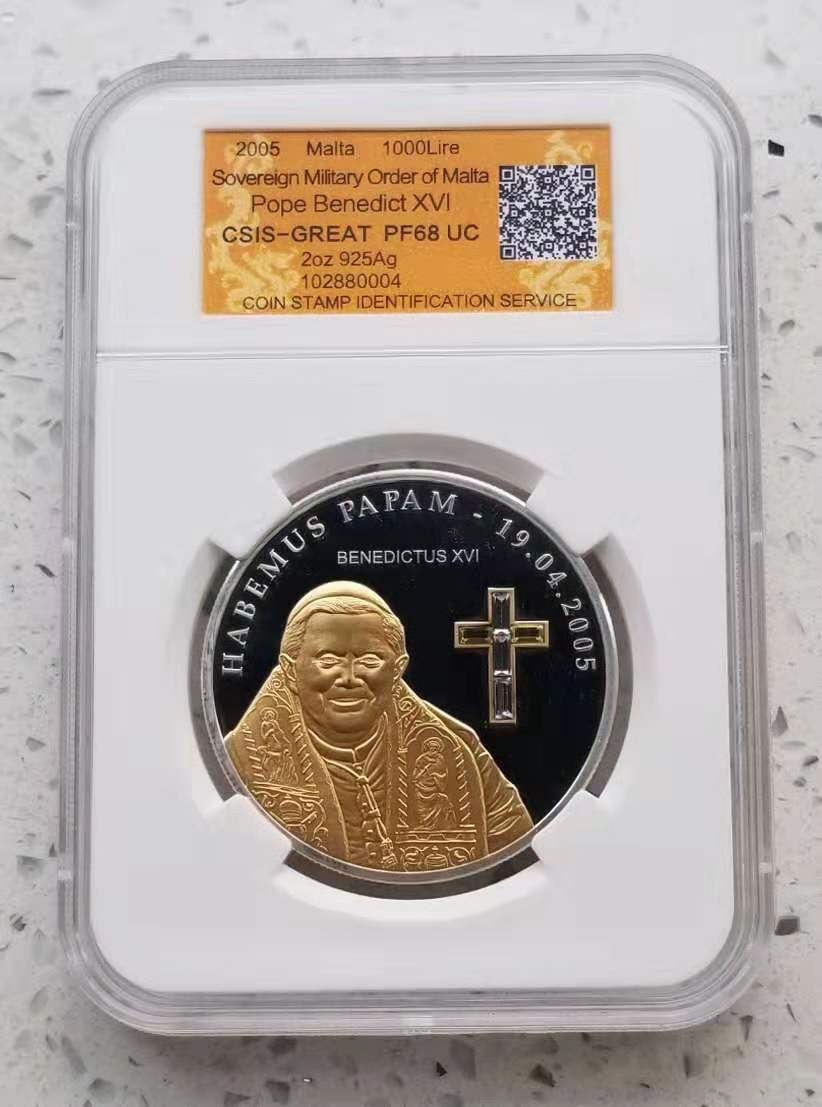 2005 Malta 1000Lire
Sovereign Military Order of Malta
Pope Benedict XVI
CSIS-GREAT PF68 UC
2oz 925Ag
102880004
COIN STAMP IDENTIFICATION SERVICE
HABEMUS PAPAM - 19.04.2005
BENEDICTUS XVI